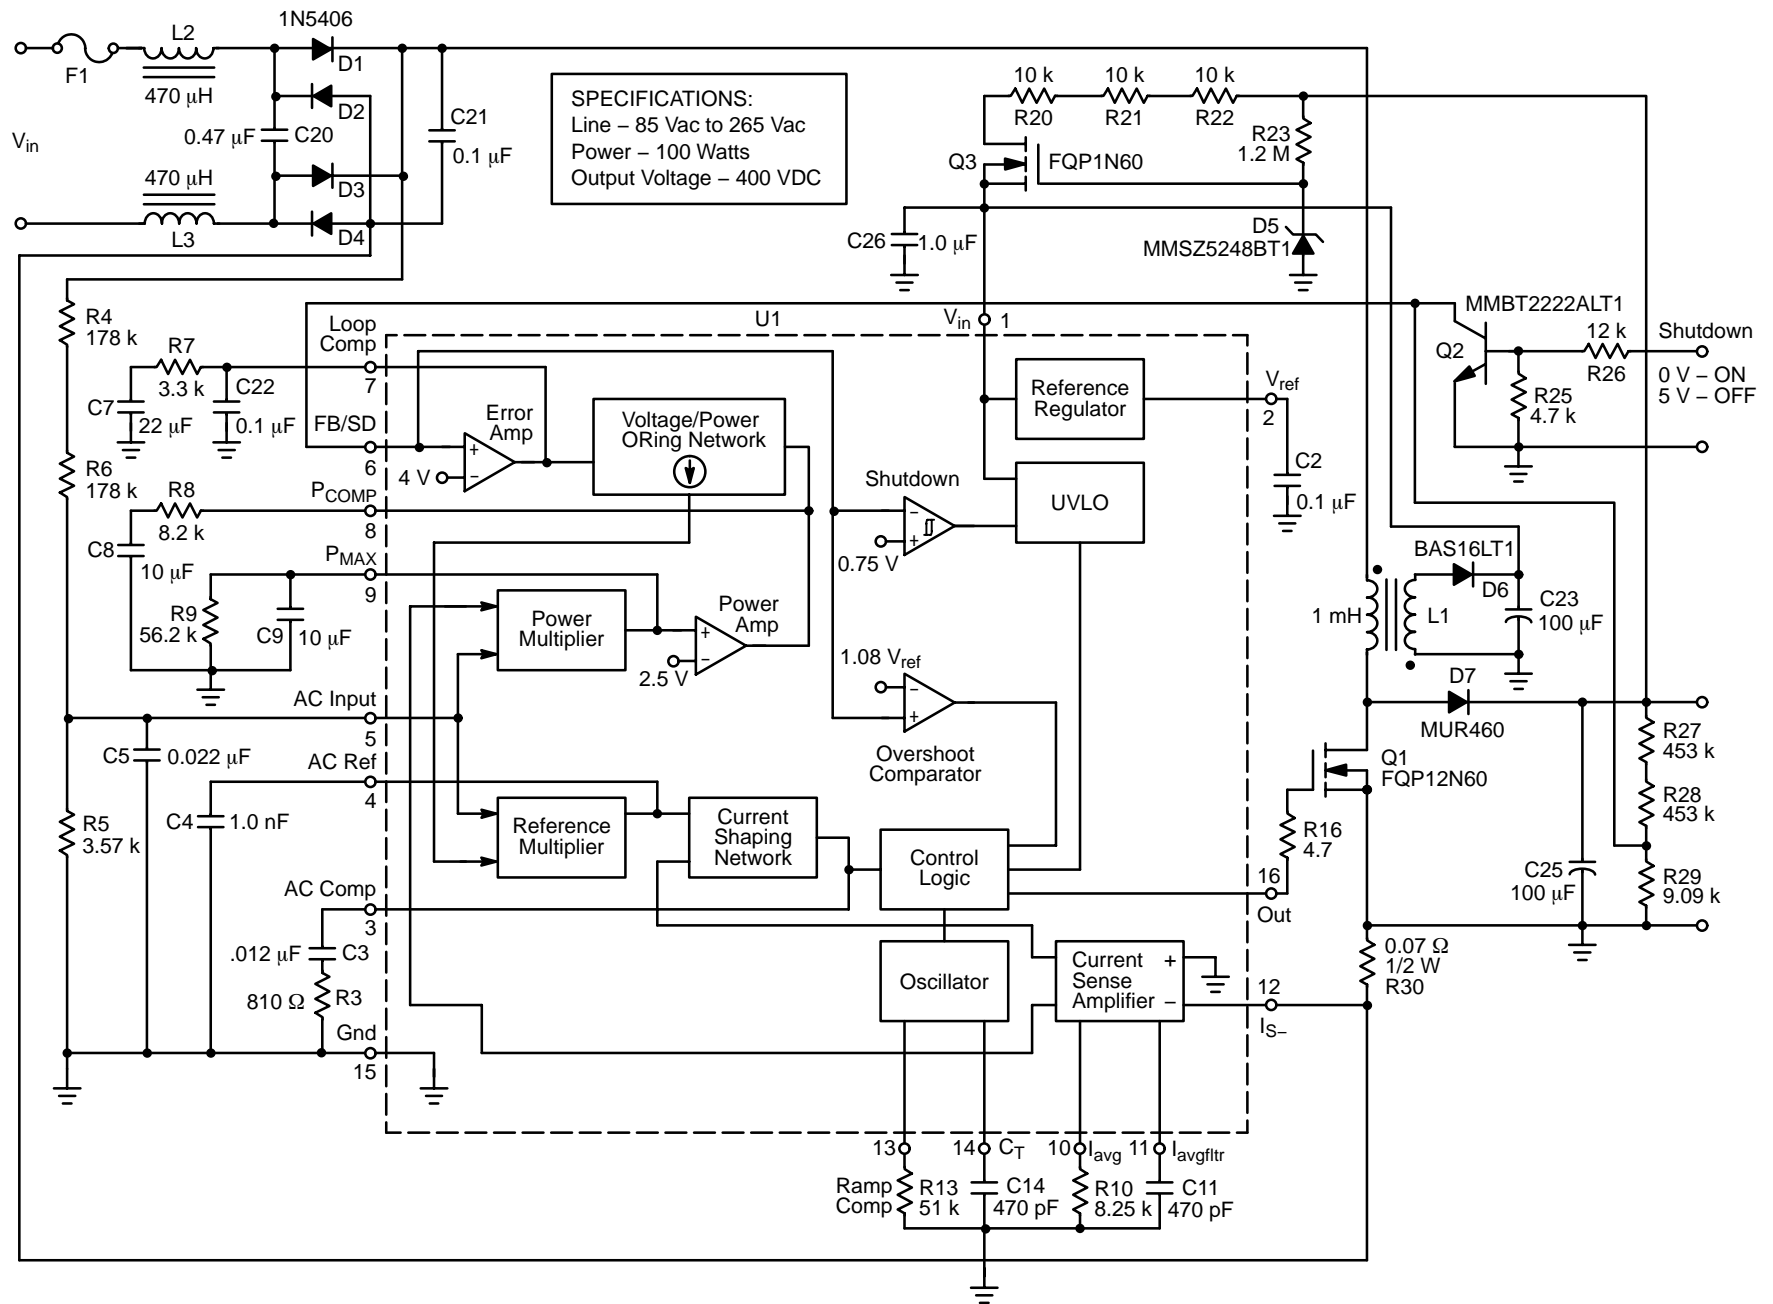 1N5406
L2
F1
D1
470 μH
D2
0.47 μF
C20
C21
0.1 μF
V_in
470 μH
D3
L3
D4
SPECIFICATIONS:
Line – 85 Vac to 265 Vac
Power – 100 Watts
Output Voltage – 400 VDC
10 k
10 k
10 k
R20
R21
R22
R23
1.2 M
Q3
FQP1N60
C26
1.0 μF
D5
MMSZ5248BT1
MMBT2222ALT1
Q2
12 k
R26
Shutdown
0 V – ON
5 V – OFF
R25
4.7 k
R4
178 k
R7
3.3 k
C22
0.1 μF
C7
22 μF
Loop
Comp
7
U1
V_in
1
Reference
Regulator
V_ref
2
C2
0.1 μF
FB/SD
6
Error
Amp
+
–
4 V
Voltage/Power
ORing Network
Shutdown
–
+
0.75 V
UVLO
R6
178 k
R8
8.2 k
C8
10 μF
P_COMP
8
P_MAX
9
R9
56.2 k
C9
10 μF
Power
Multiplier
Power
Amp
+
–
2.5 V
1.08 V_ref
–
+
Overshoot
Comparator
BAS16LT1
D6
1 mH
L1
C23
100 μF
D7
MUR460
AC Input
5
C5
0.022 μF
AC Ref
4
C4
1.0 nF
R5
3.57 k
Reference
Multiplier
Current
Shaping
Network
Control
Logic
Q1
FQP12N60
R16
4.7
16
Out
R27
453 k
R28
453 k
C25
100 μF
R29
9.09 k
AC Comp
3
.012 μF
C3
810 Ω
R3
Gnd
15
Oscillator
Current
Sense
Amplifier
+
–
12
I_S–
0.07 Ω
1/2 W
R30
13
14
C_T
10
I_avg
11
I_avgfltr
Ramp
Comp
R13
51 k
C14
470 pF
R10
8.25 k
C11
470 pF